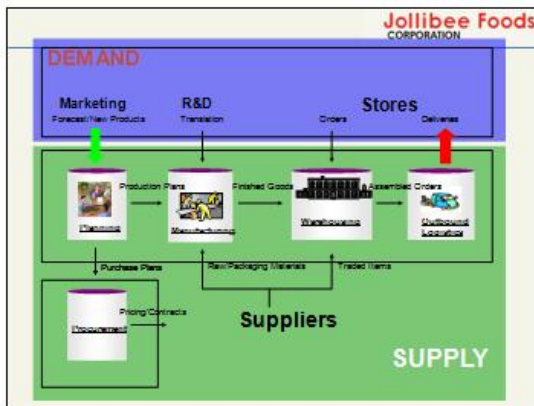 Jollibee Foods
CORPORATION
DEMAND
Marketing
R&D
Stores
Forecast/New Products
Translation
Orders
Deliveries
Production Plans
Finished Goods
Assembled Orders
Planning
Manufacturing
Warehousing
Outbound
Logistics
Purchase Plans
Raw/Packaging Materials
Traded Items
Pricing/Contracts
Procurement
Suppliers
SUPPLY